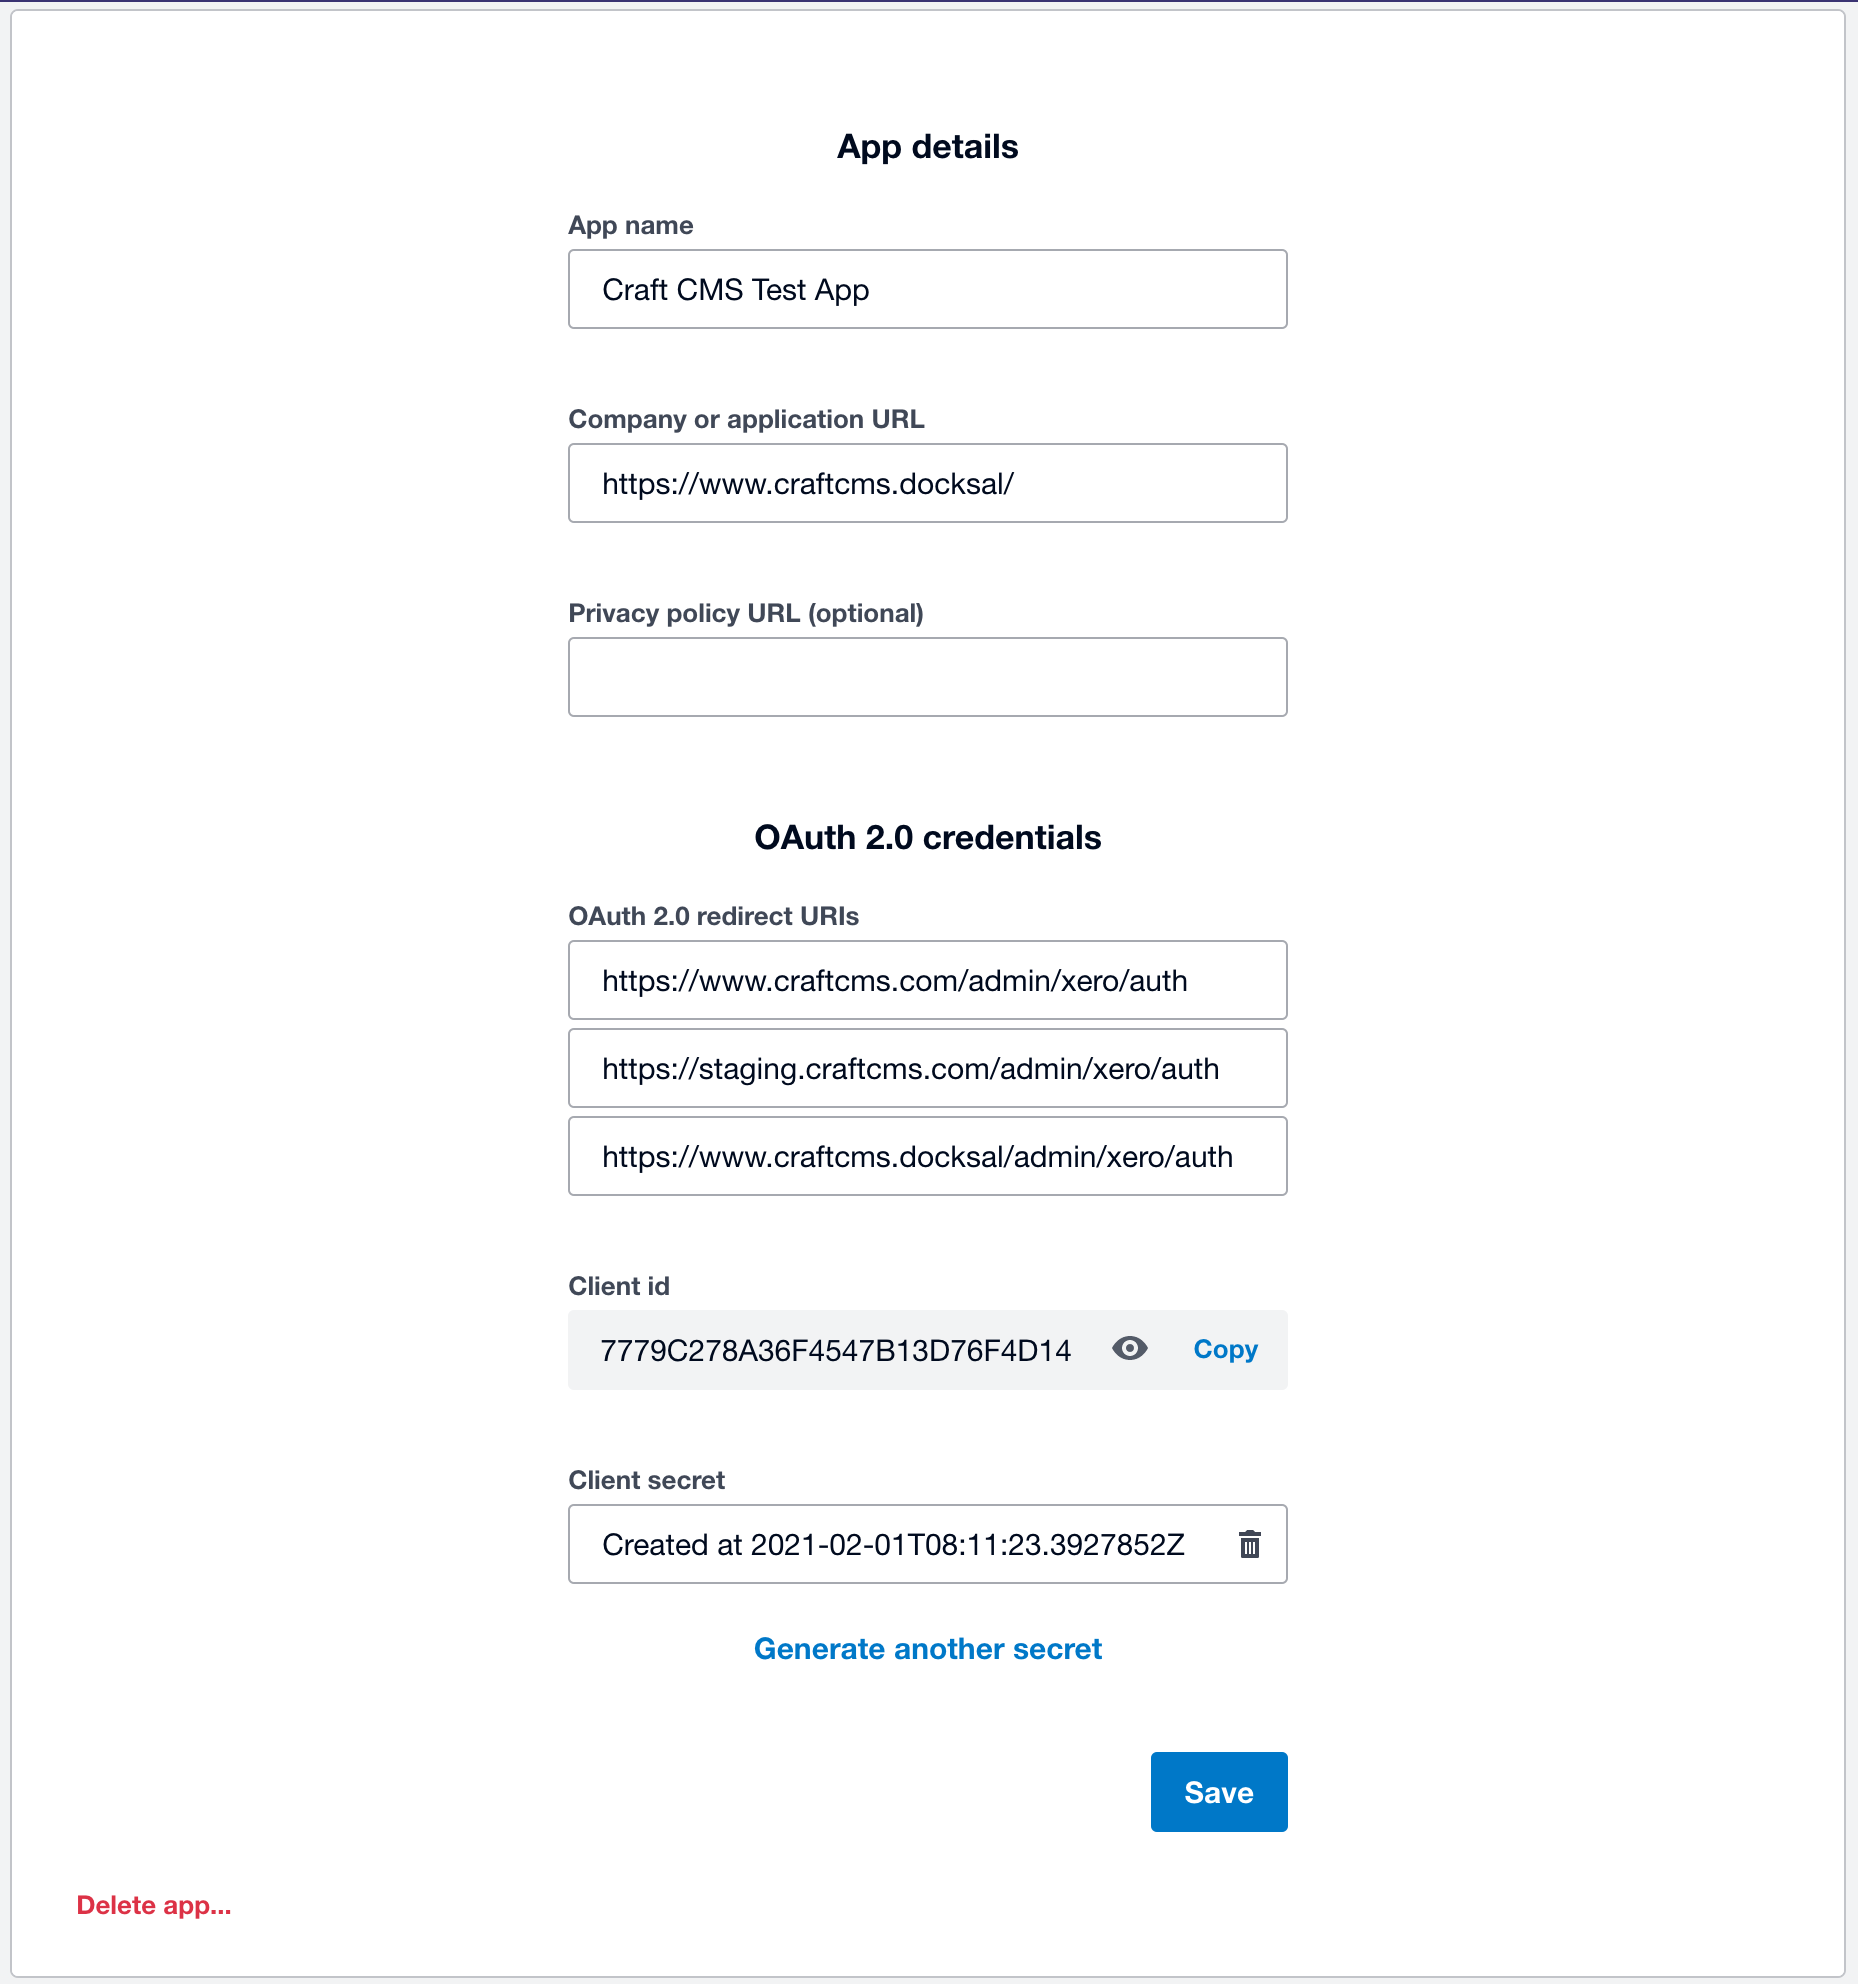 App details
App name
Craft CMS Test App
Company or application URL
https://www.craftcms.docksal/
Privacy policy URL (optional)
OAuth 2.0 credentials
OAuth 2.0 redirect URIs
https://www.craftcms.com/admin/xero/auth
https://staging.craftcms.com/admin/xero/auth
https://www.craftcms.docksal/admin/xero/auth
Client id
7779C278A36F4547B13D76F4D14 Copy
Client secret
Created at 2021-02-01T08:11:23.3927852Z
Generate another secret
Save
Delete app...